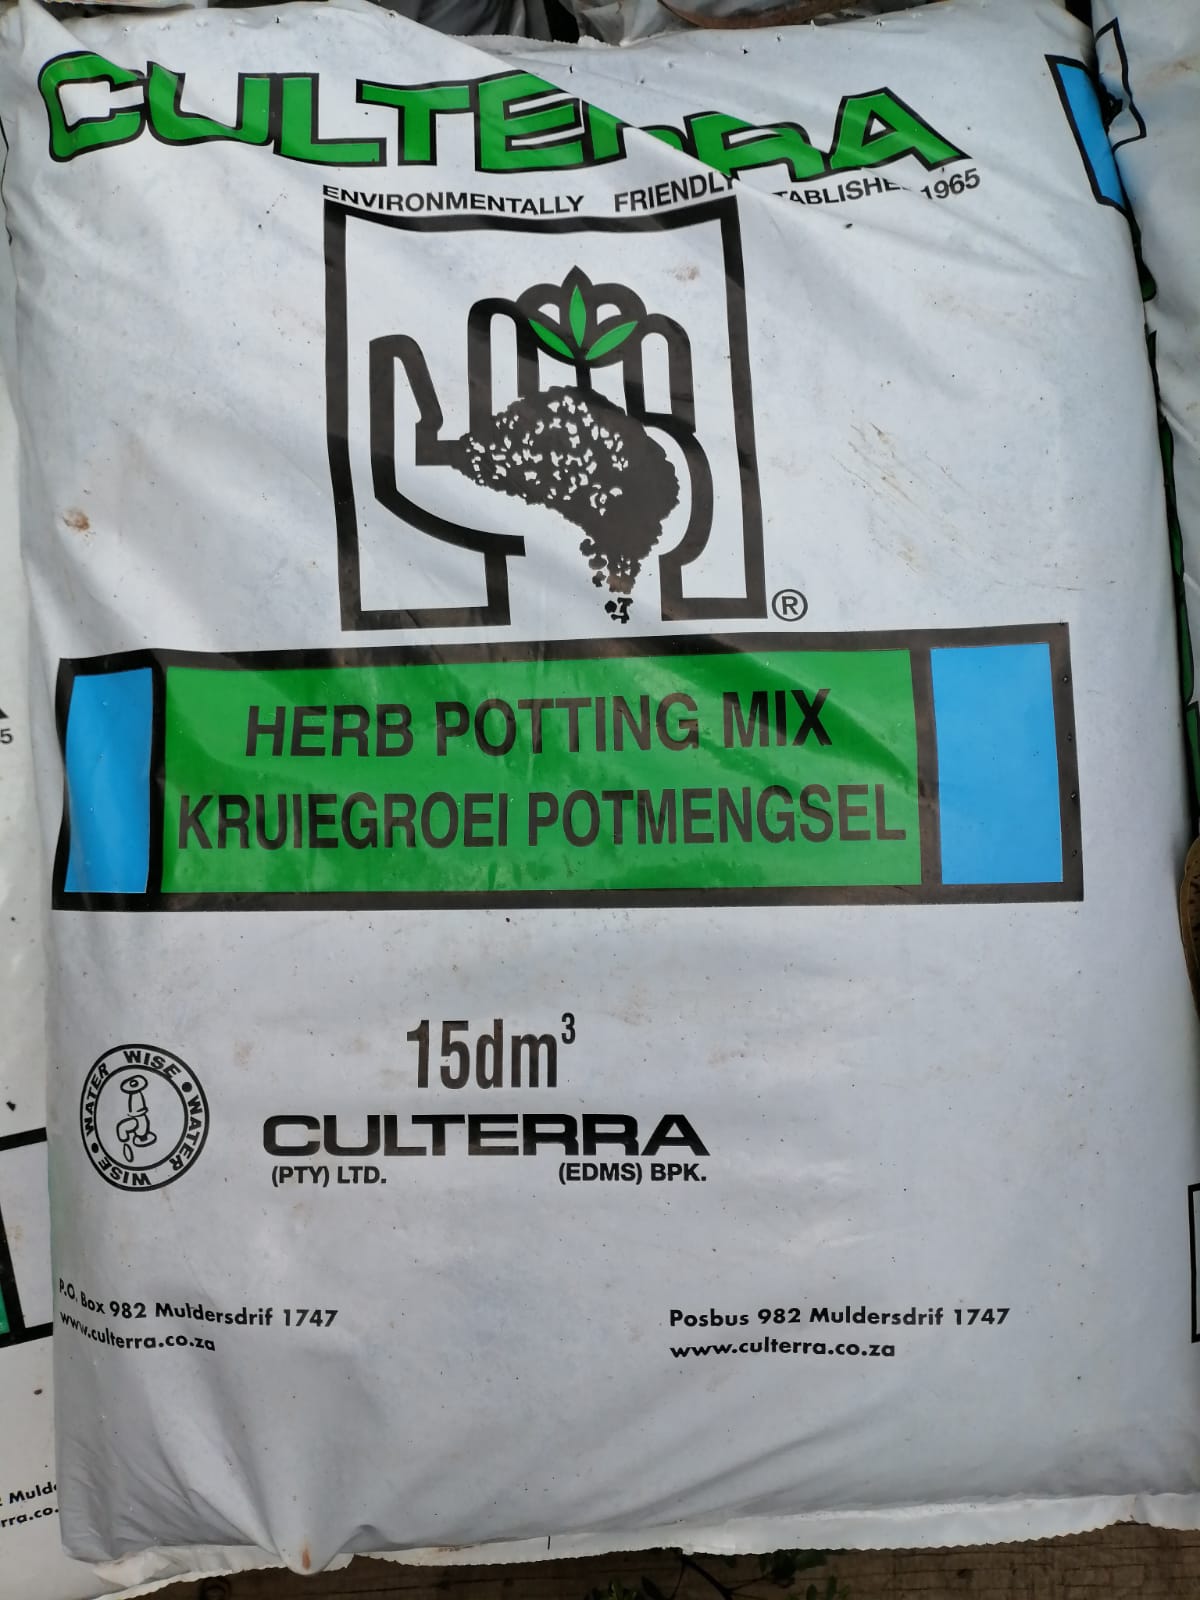 CULTERRA
ENVIRONMENTALLY FRIENDLY 1965
®
HERB POTTING MIX
KRUIEGROEI POTMENGSEL
15dm³
WATER WISE • WATER WISE •
CULTERRA
(PTY) LTD. (EDMS) BPK.
P.O. Box 982 Muldersdrif 1747
www.culterra.co.za
Posbus 982 Muldersdrif 1747
www.culterra.co.za